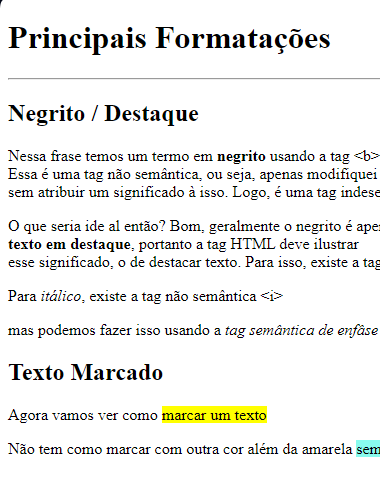 Principais Formatações
Negrito / Destaque
Nessa frase temos um termo em negrito usando a tag <b>
Essa é uma tag não semântica, ou seja, apenas modifiquei
sem atribuir um significado à isso. Logo, é uma tag indese
O que seria ide al então? Bom, geralmente o negrito é ape
texto em destaque, portanto a tag HTML deve ilustrar
esse significado, o de destacar texto. Para isso, existe a tag
Para itálico, existe a tag não semântica <i>
mas podemos fazer isso usando a tag semântica de enfâse
Texto Marcado
Agora vamos ver como marcar um texto
Não tem como marcar com outra cor além da amarela sem